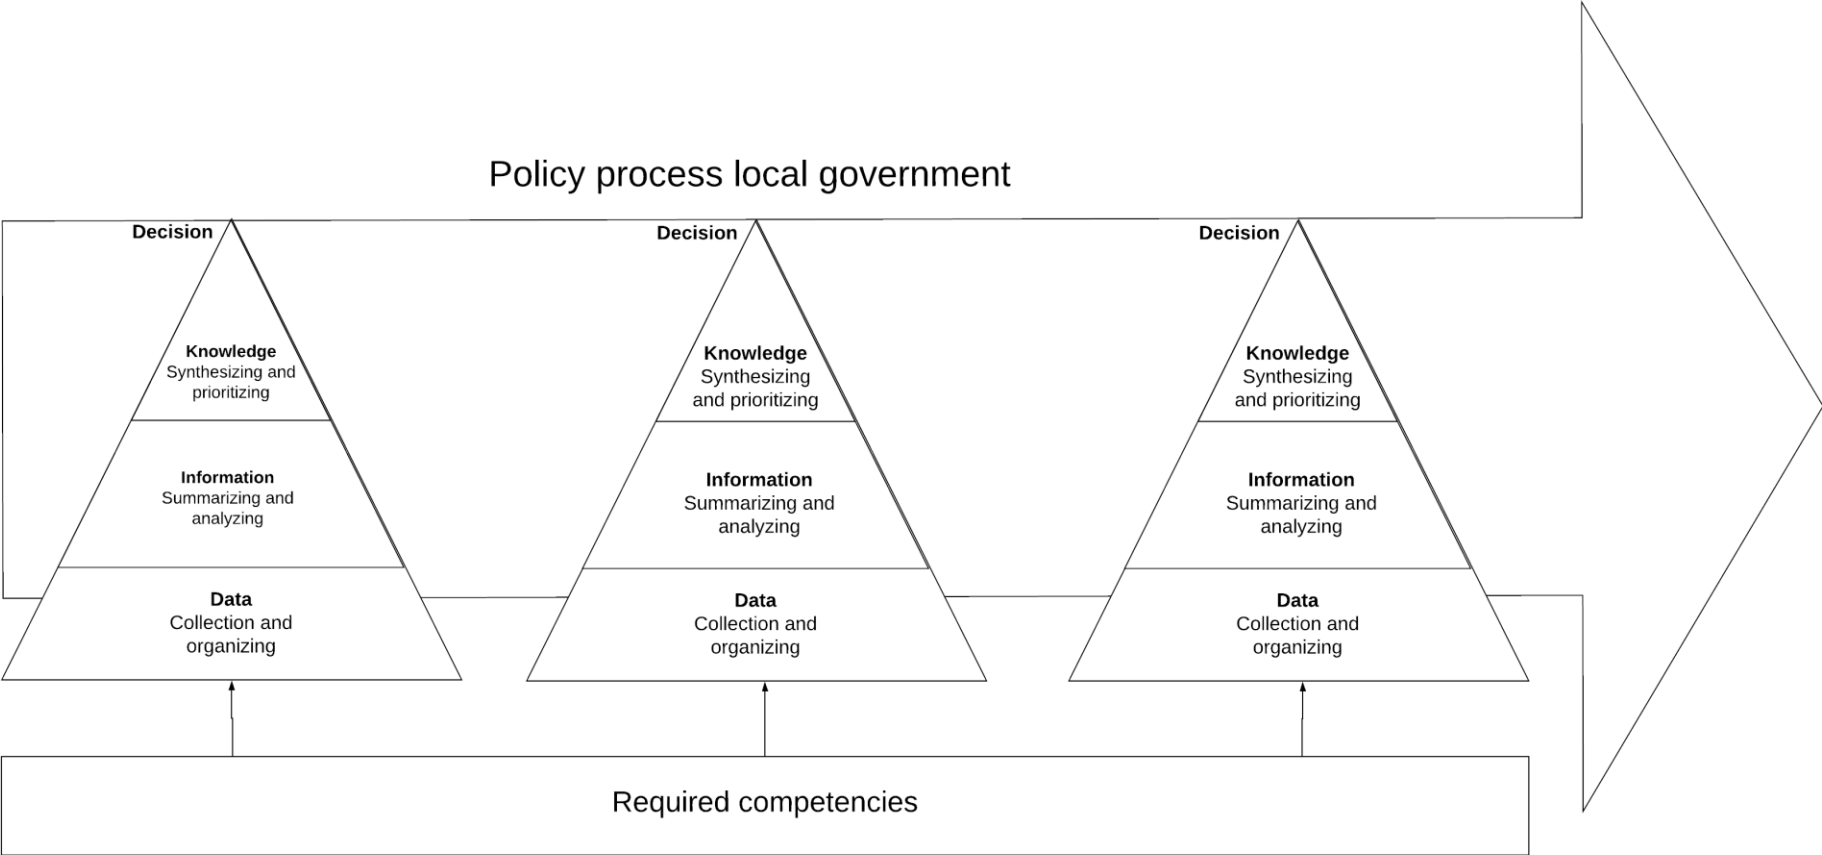 Policy process local government
Decision
Knowledge
Synthesizing and
prioritizing
Information
Summarizing and
analyzing
Data
Collection and
organizing
Decision
Knowledge
Synthesizing
and prioritizing
Information
Summarizing and
analyzing
Data
Collection and
organizing
Decision
Knowledge
Synthesizing
and prioritizing
Information
Summarizing and
analyzing
Data
Collection and
organizing
Required competencies